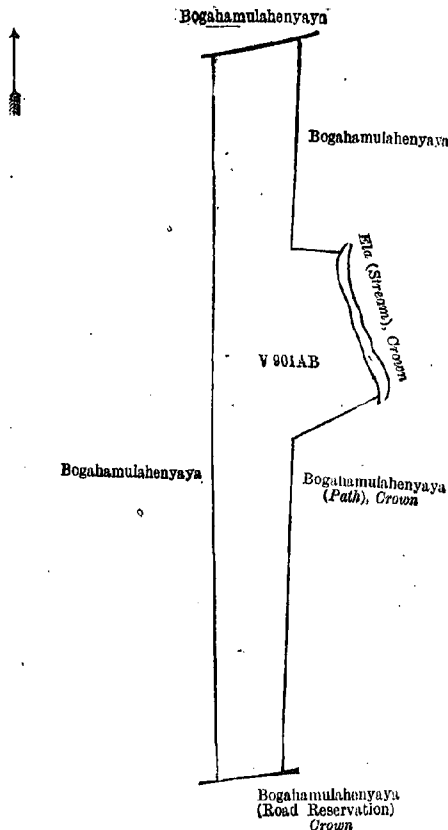 Bogahamulahenyaya
Bogahamulahenyaya
Ela (Stream), Crown
V 901AB
Bogahamulahenyaya
Bogahamulahenyaya
(Path), Crown
Bogahamulahenyaya
(Road Reservation)
Crown